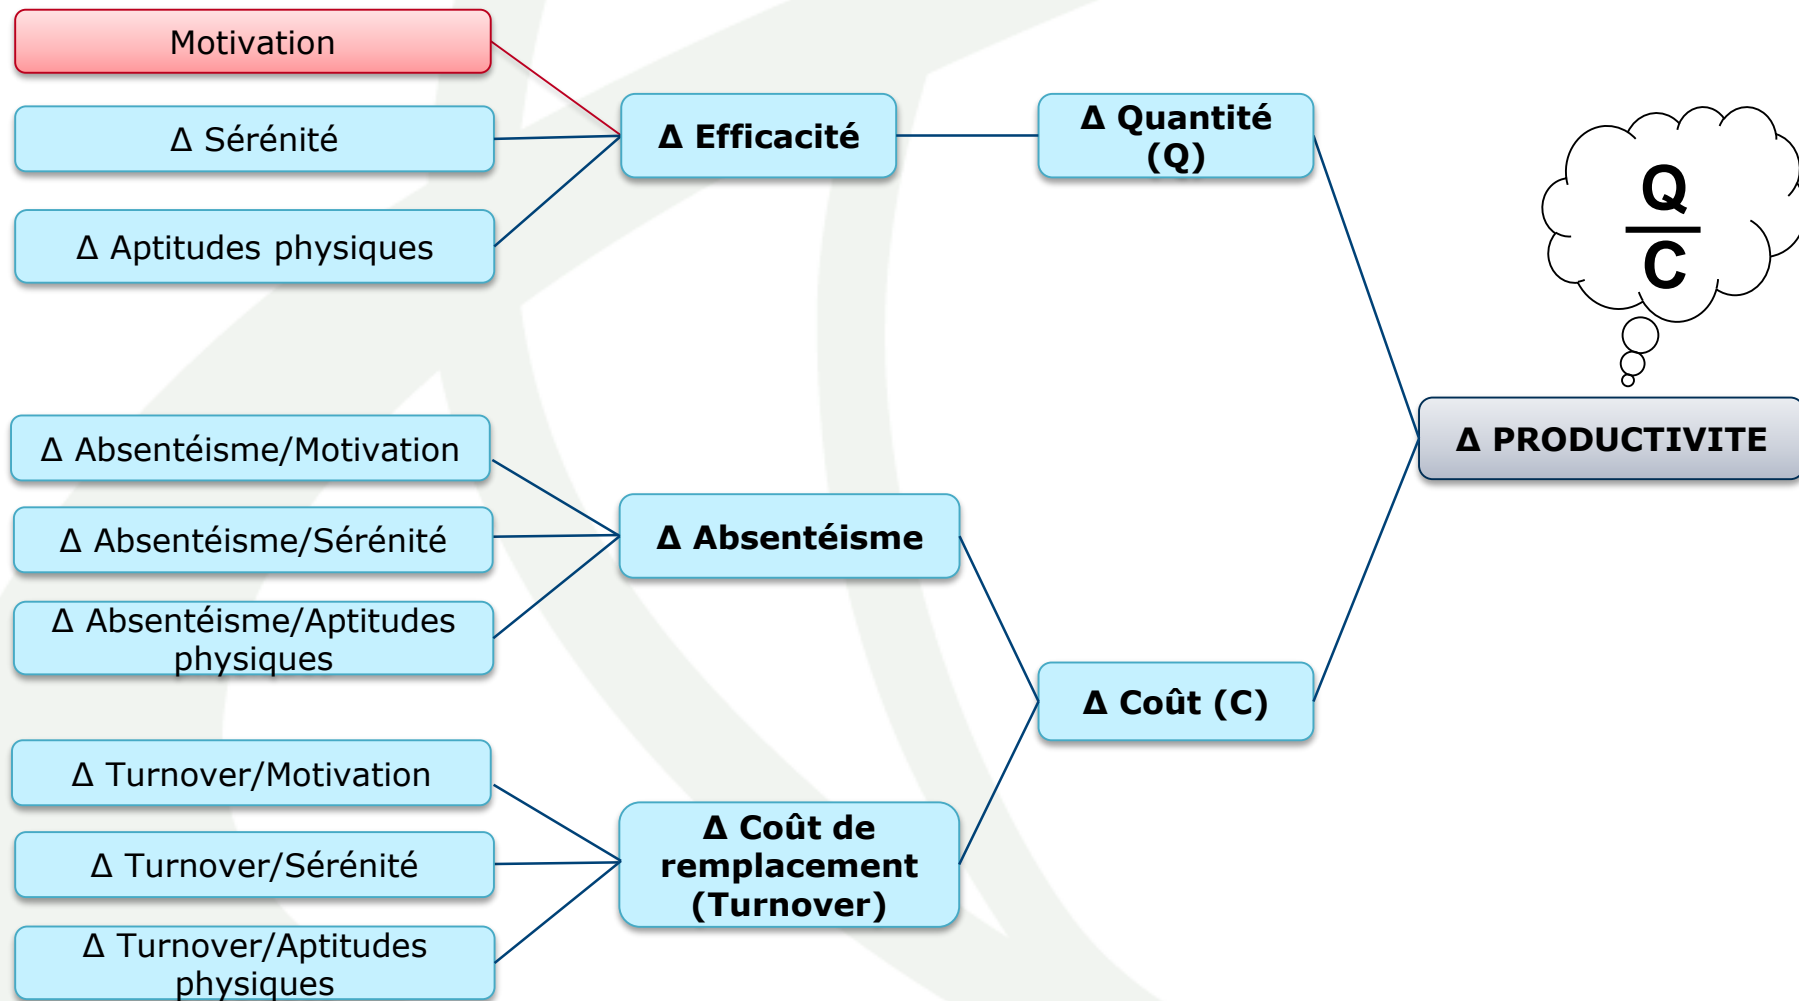 Motivation
Δ Sérénité
Δ Aptitudes physiques
Δ Efficacité
Δ Quantité
(Q)
Q
C
Δ PRODUCTIVITE
Δ Absentéisme/Motivation
Δ Absentéisme/Sérénité
Δ Absentéisme/Aptitudes
physiques
Δ Absentéisme
Δ Coût (C)
Δ Turnover/Motivation
Δ Turnover/Sérénité
Δ Turnover/Aptitudes
physiques
Δ Coût de
remplacement
(Turnover)